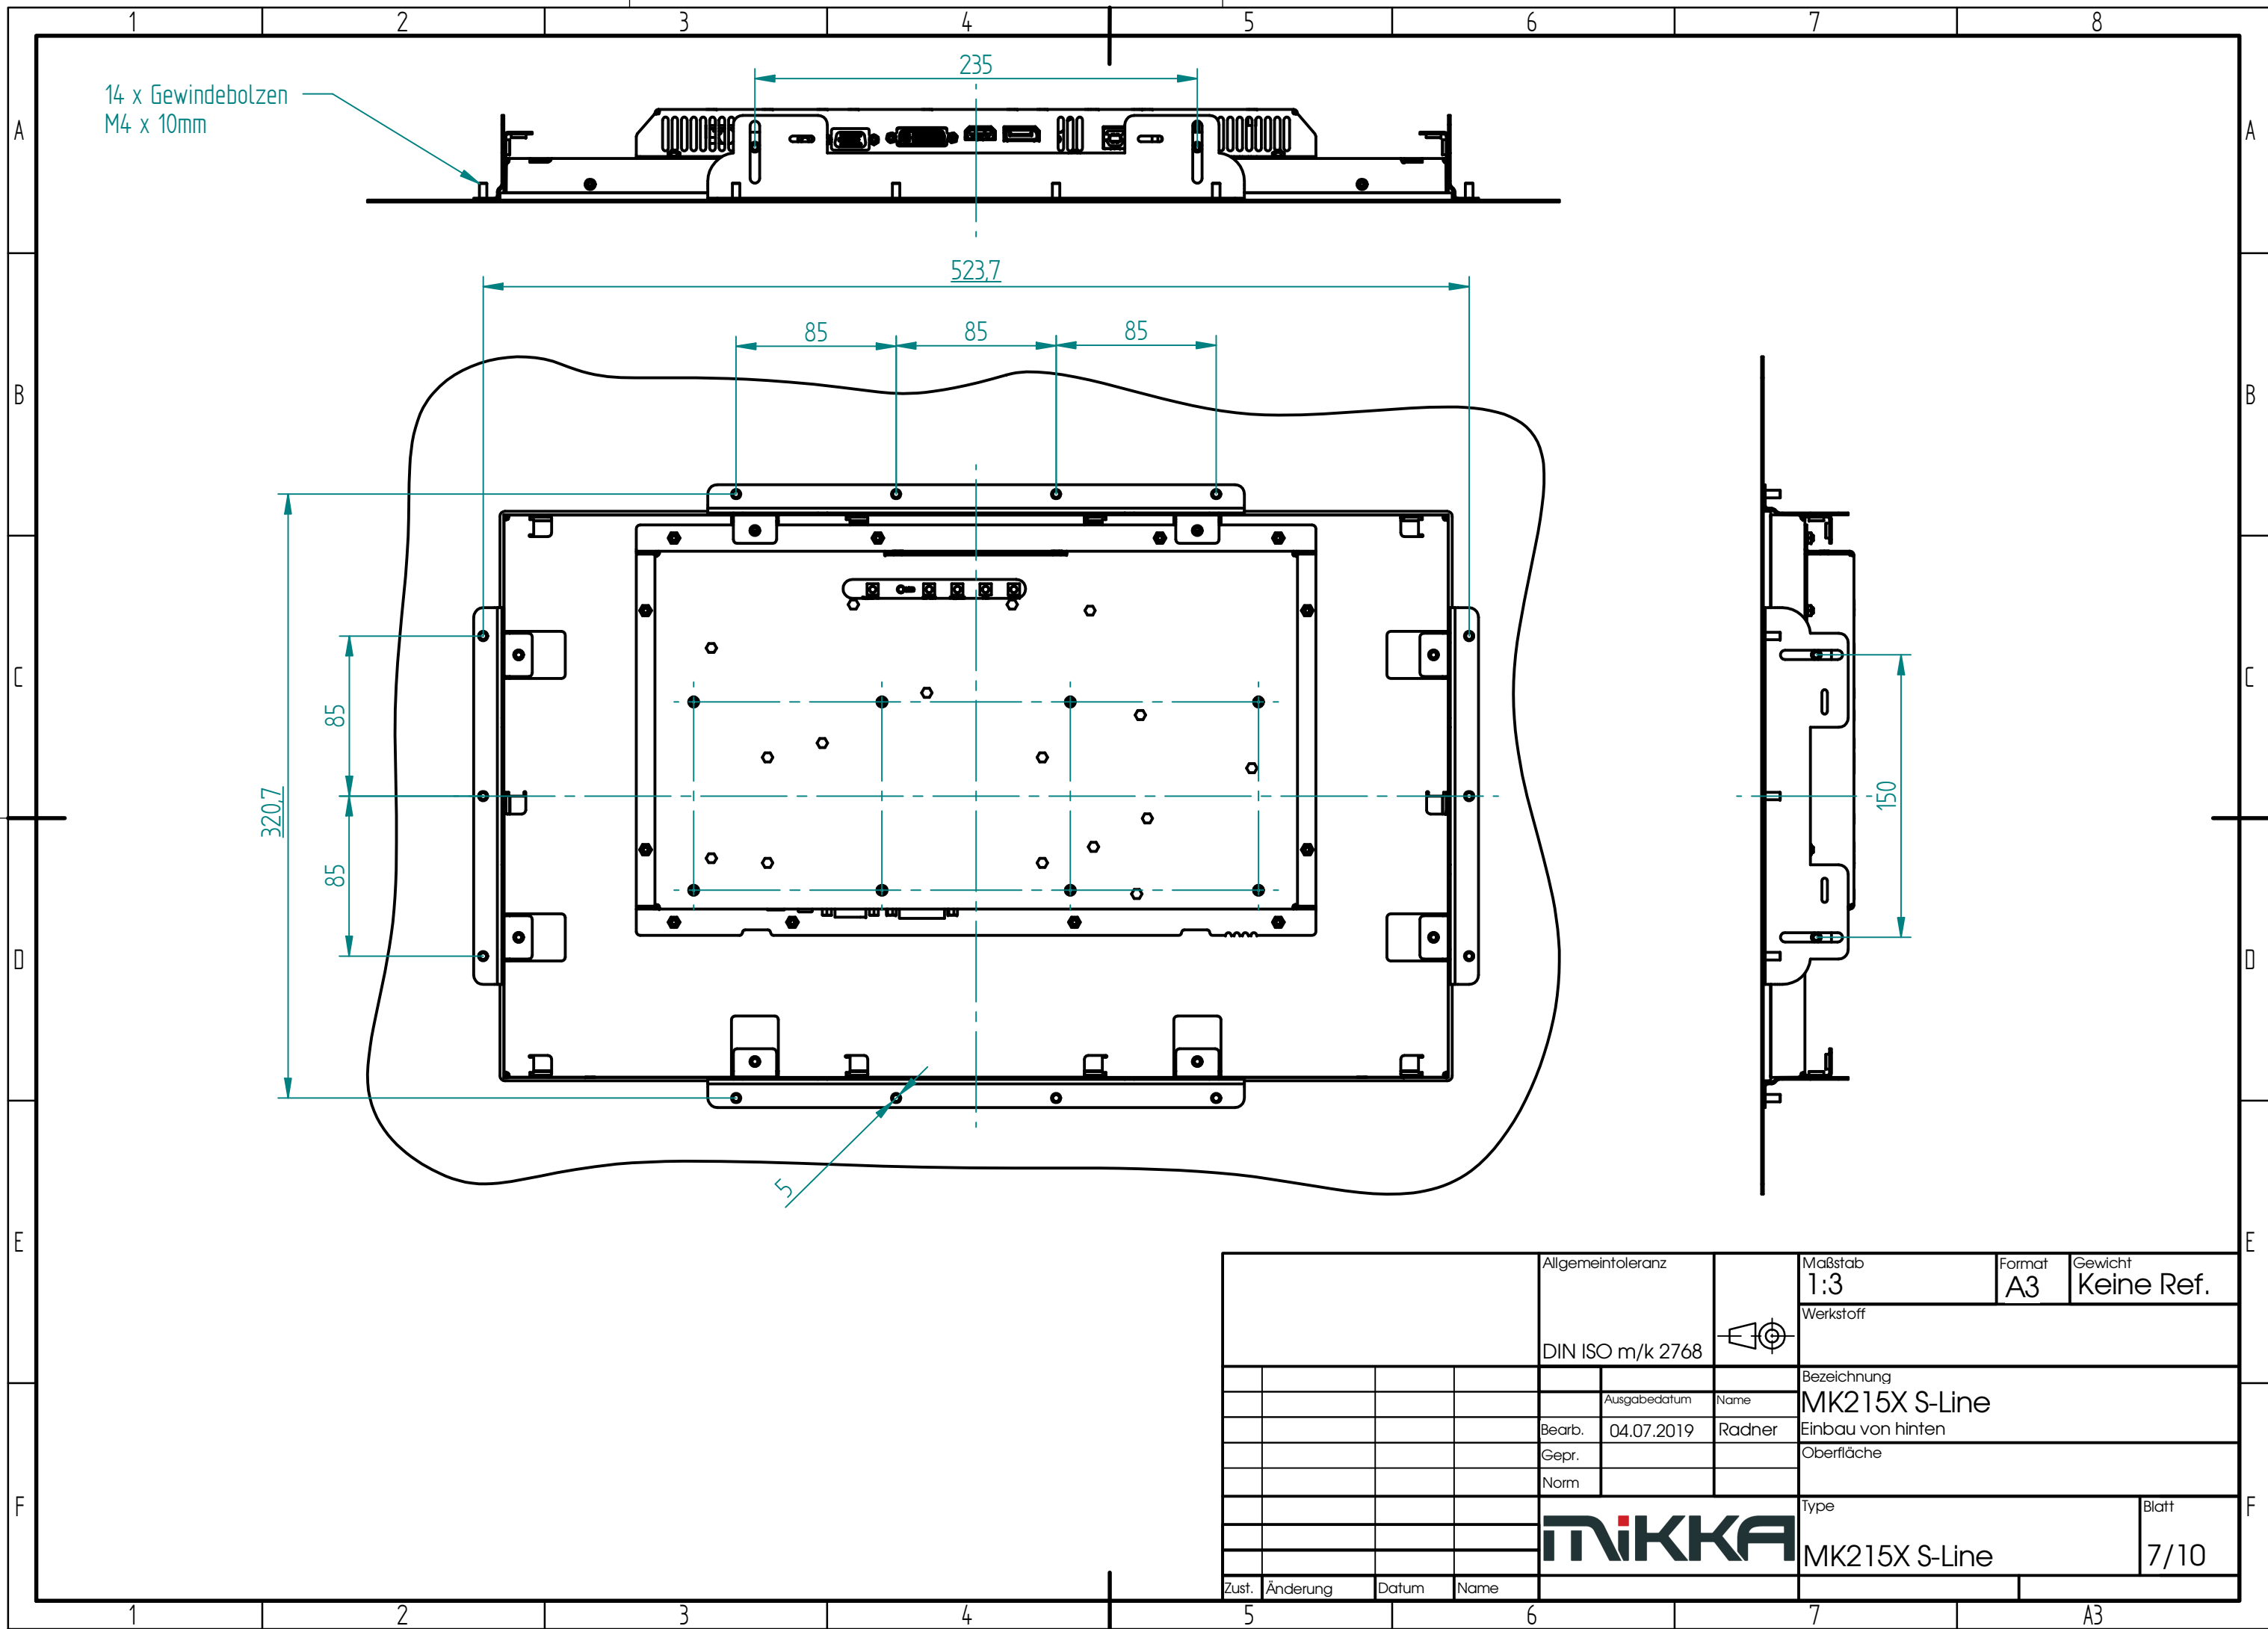 1 2 3 4 5 6 7 8
A A
B B
C C
D D
E E
F F
14 x Gewindebolzen
M4 x 10mm
235
523,7
85 85 85
85
320,7
85
150
5
Allgemeintoleranz
DIN ISO m/k 2768
Maßstab
1:3
Format
A3
Gewicht
Keine Ref.
Werkstoff
Bezeichnung
MK215X S-Line
Einbau von hinten
Ausgabedatum Name
Bearb. 04.07.2019 Radner
Gepr.
Norm
Oberfläche
MIKKA
Type
MK215X S-Line
Blatt
7/10
Zust. Änderung Datum Name
1 2 3 4 5 6 7 A3